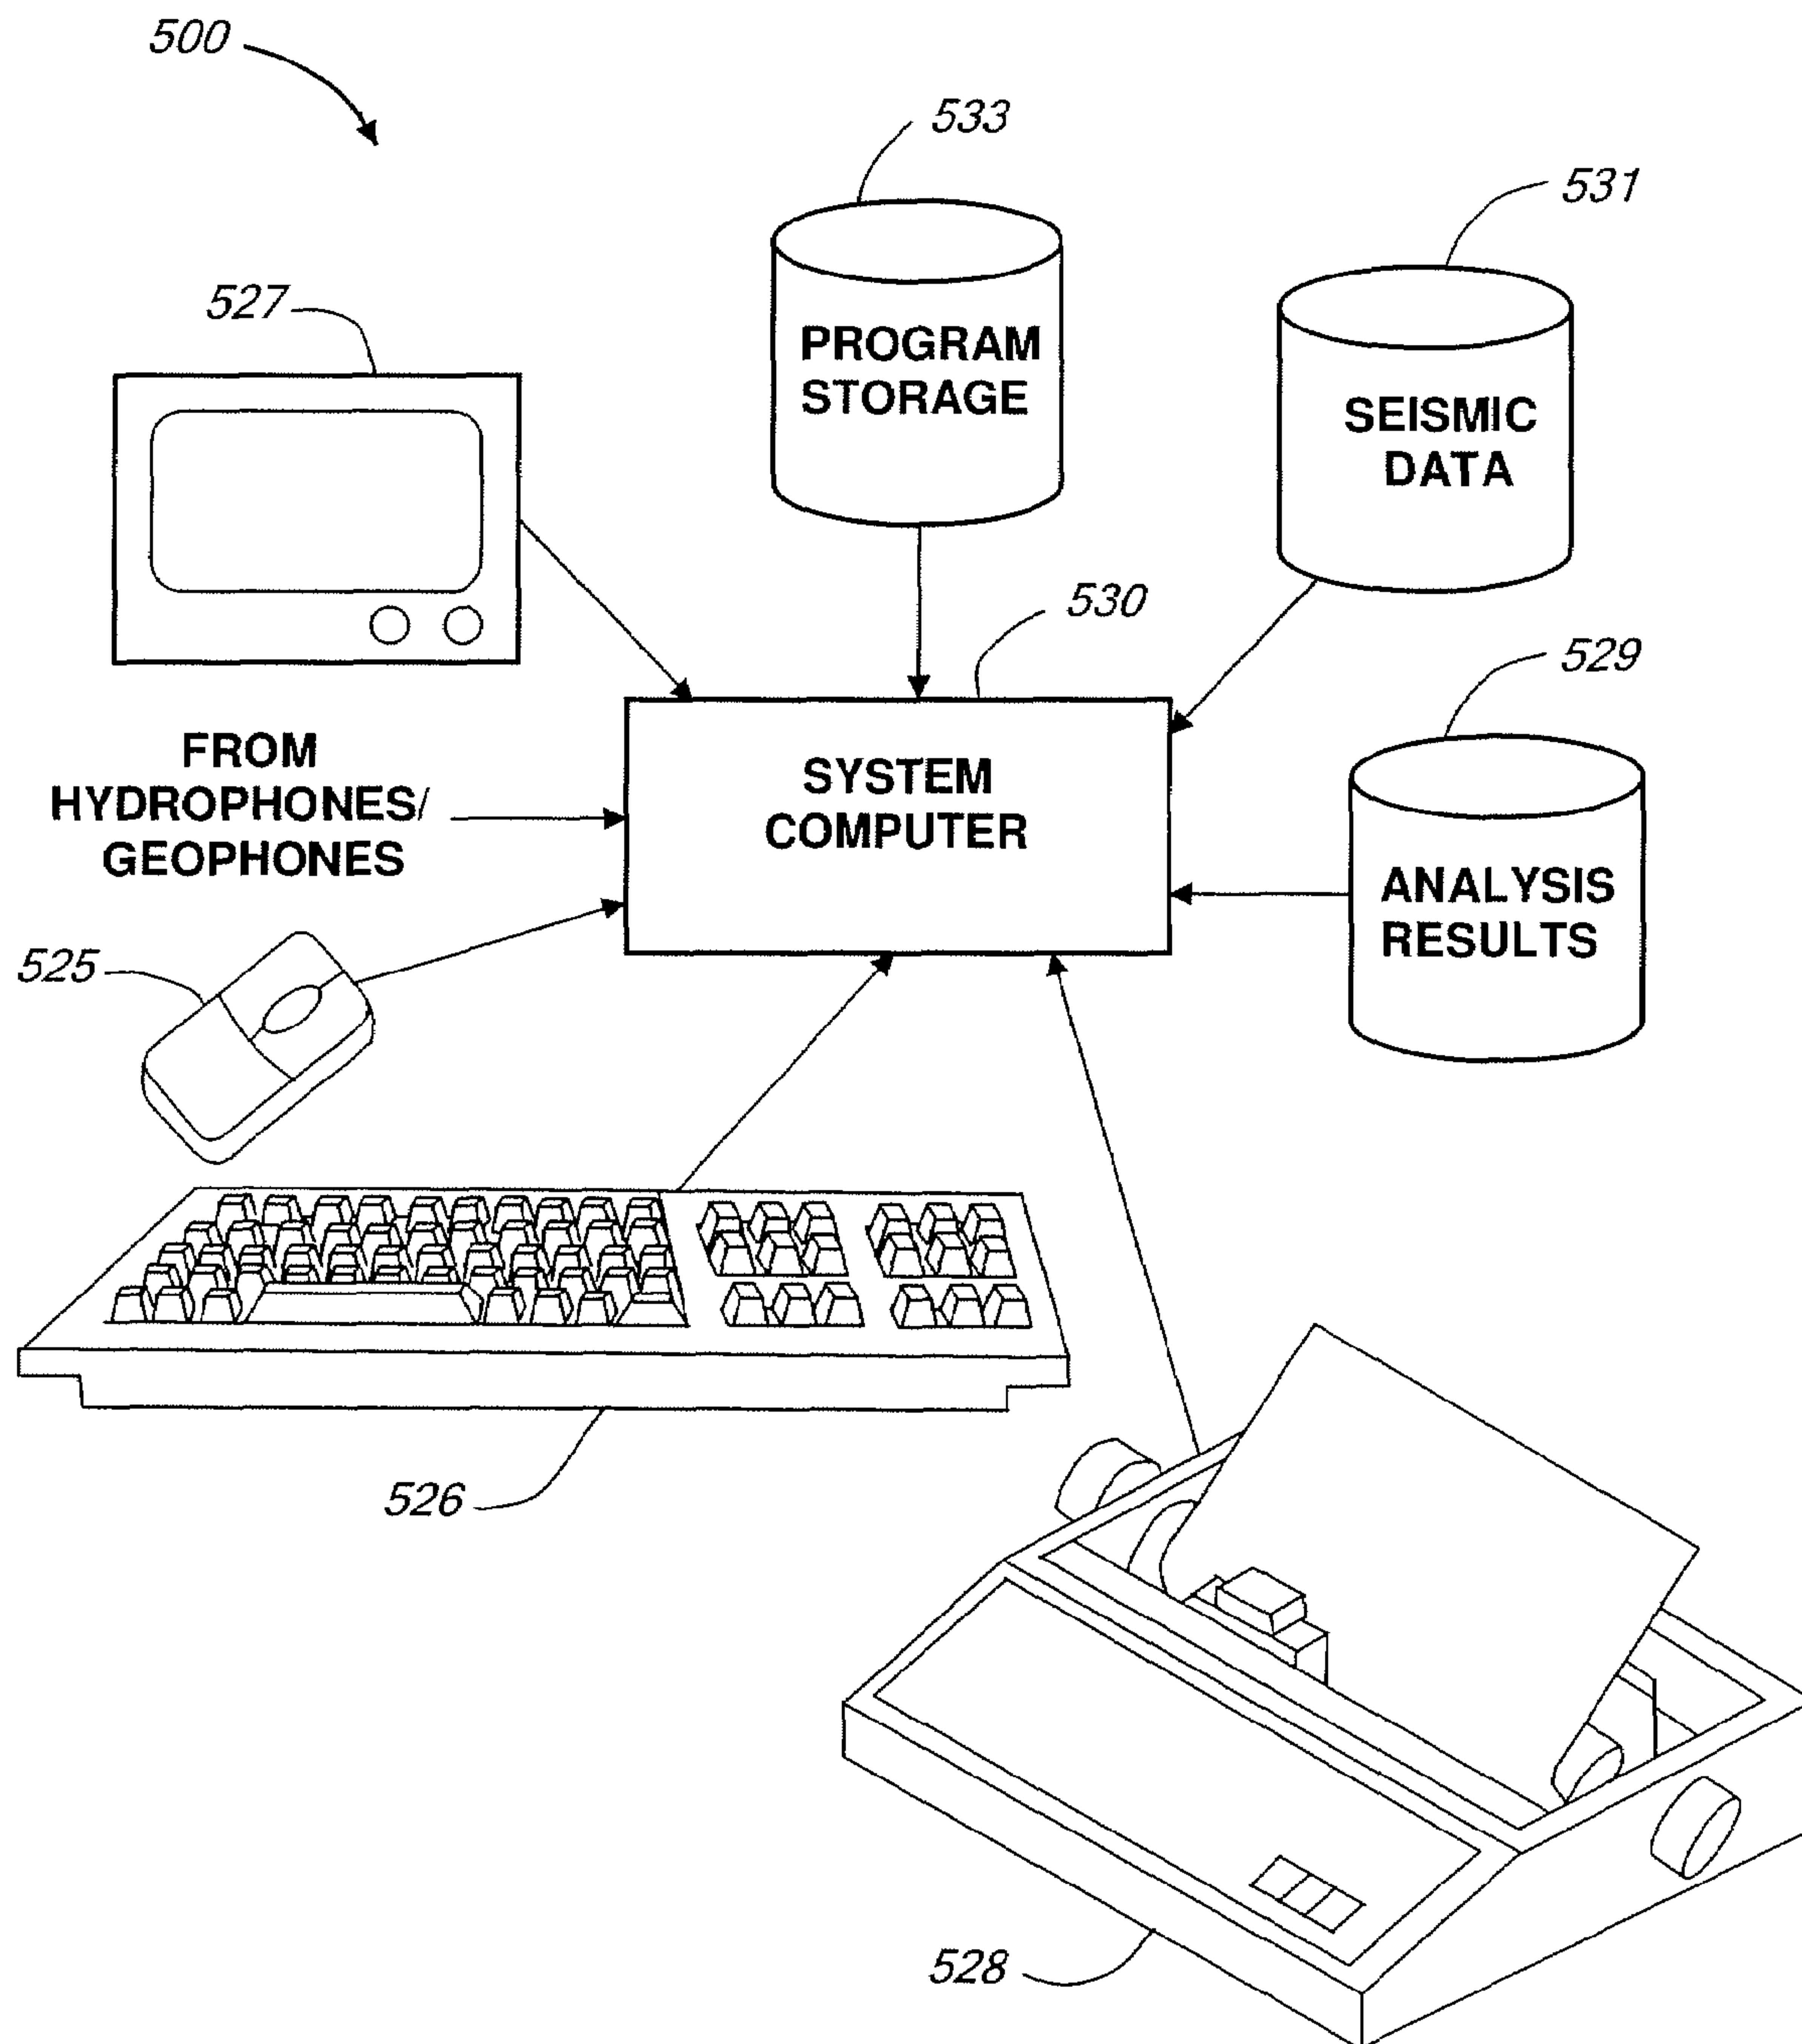 500
533
531
527
PROGRAM
STORAGE
SEISMIC
DATA
530
529
FROM
HYDROPHONES/
GEOPHONES
SYSTEM
COMPUTER
ANALYSIS
RESULTS
525
526
528